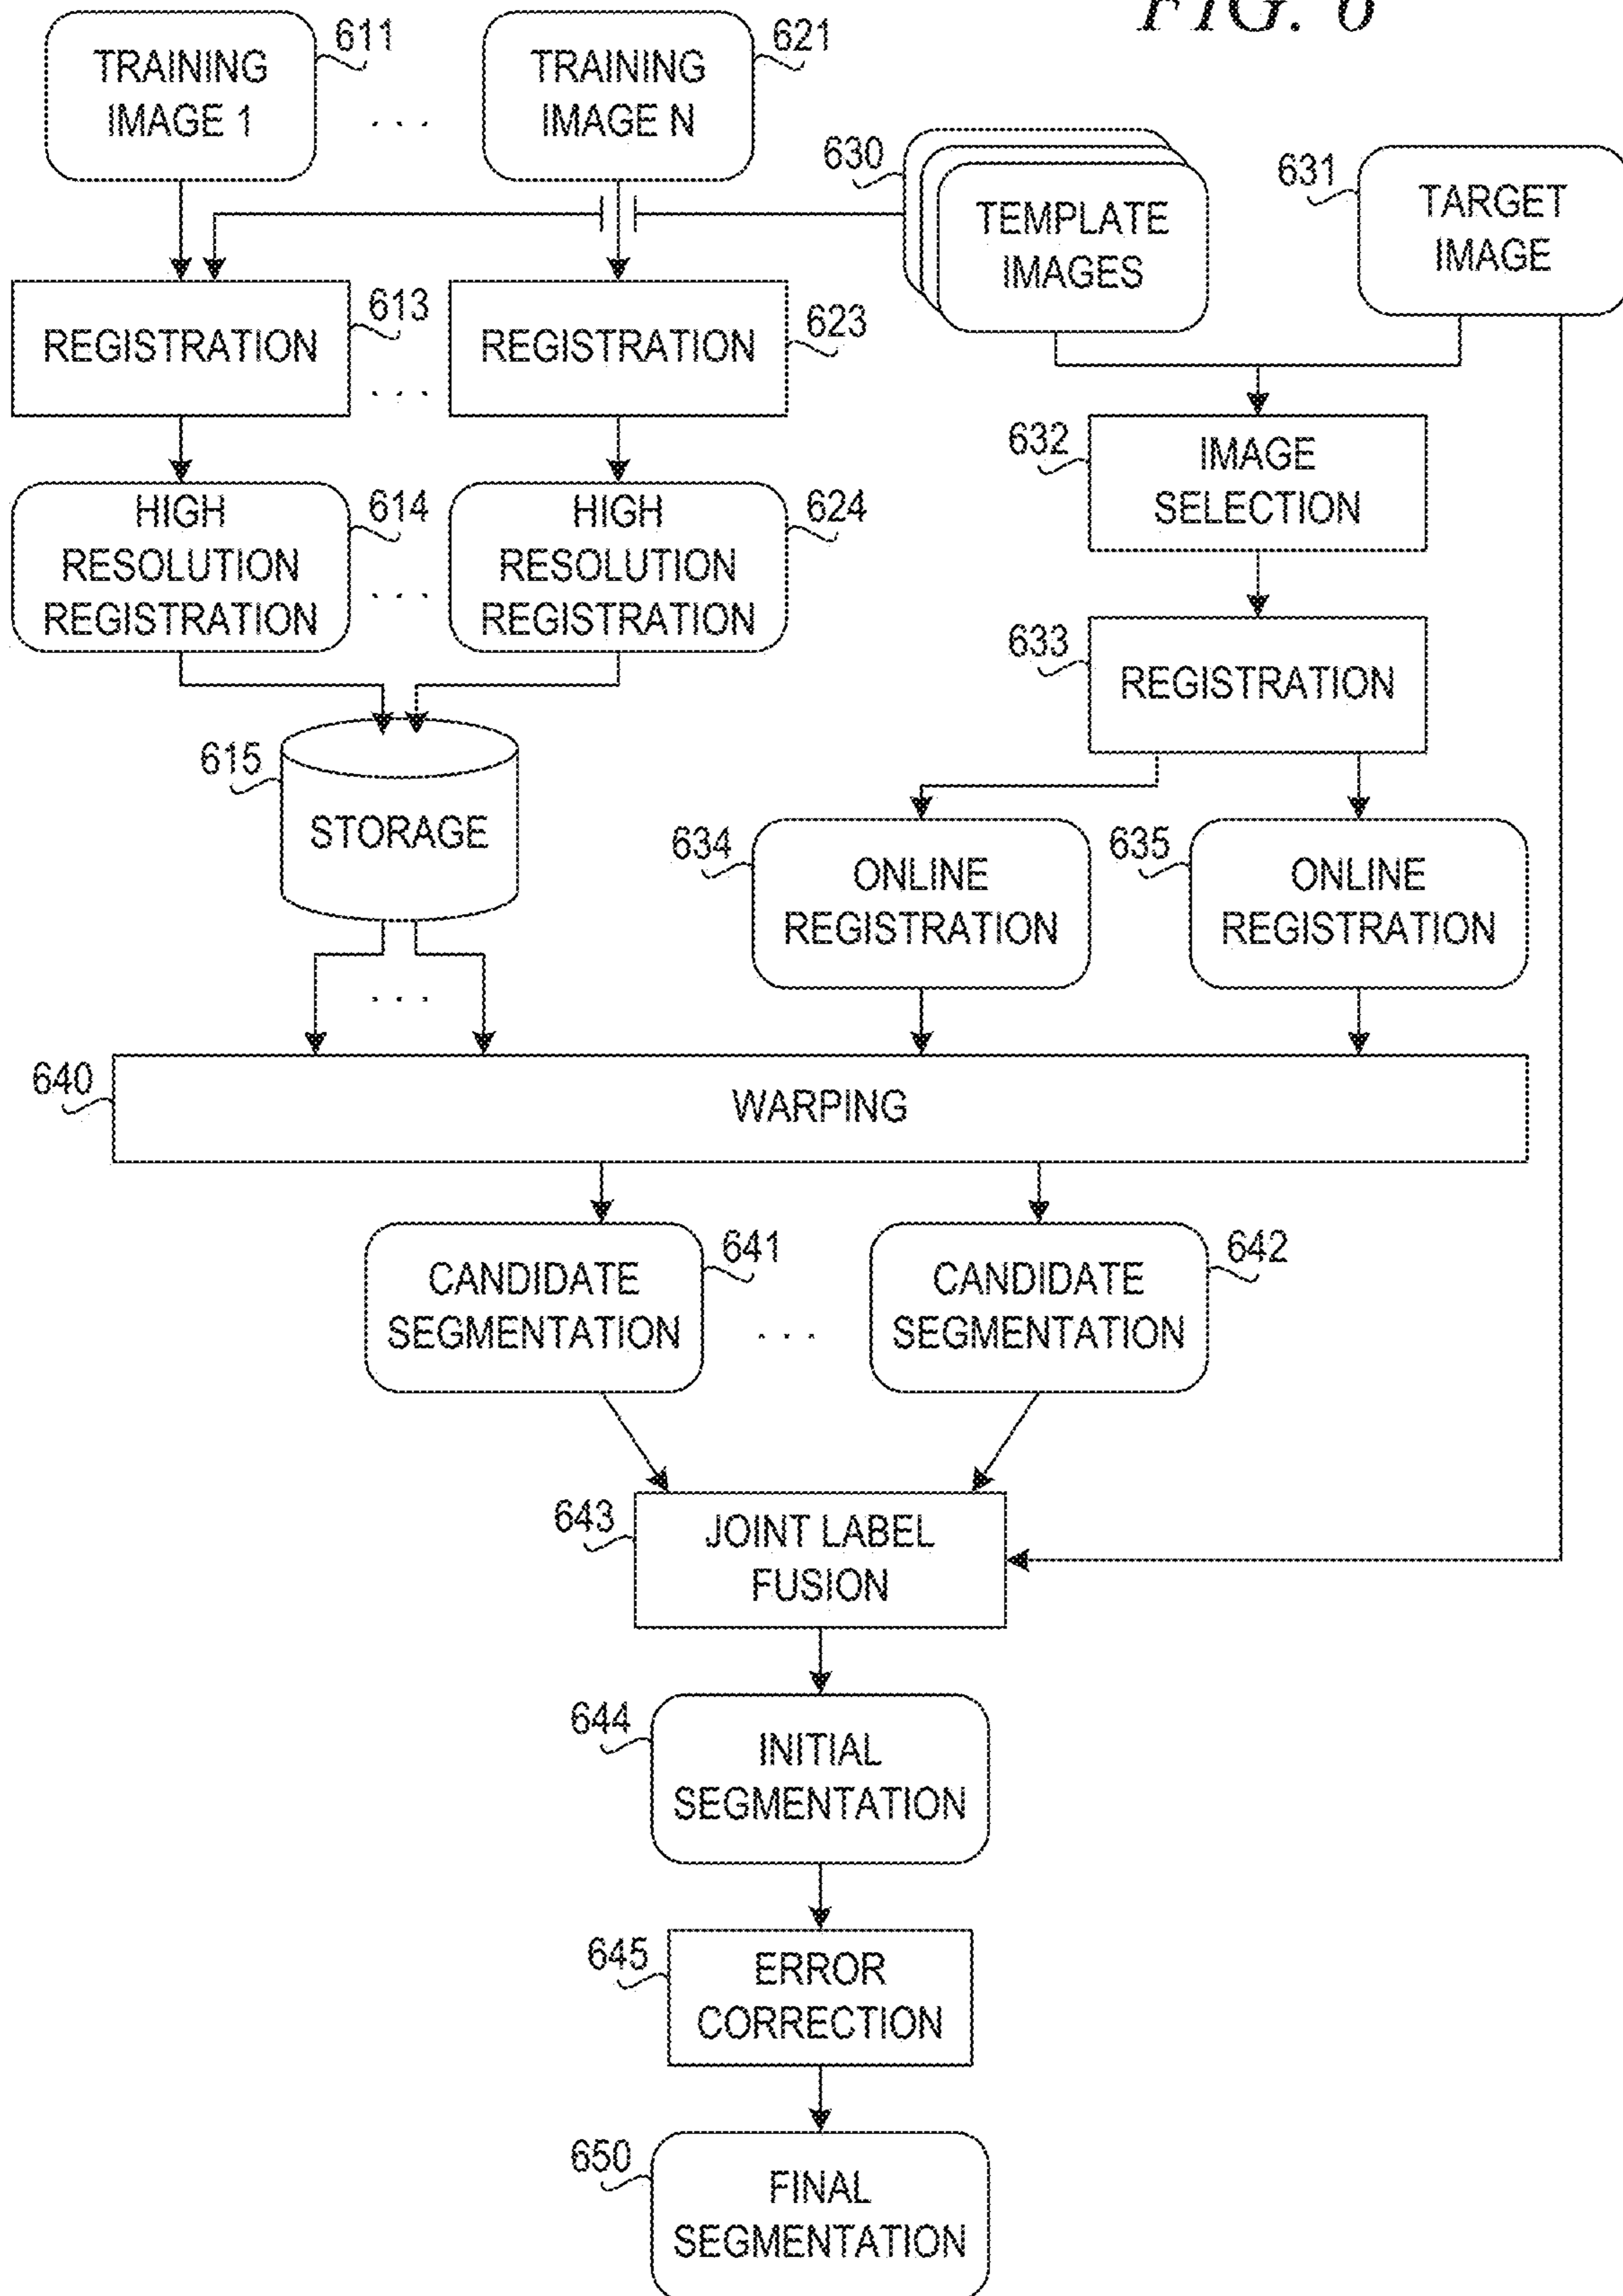 FIG. 6
TRAINING
IMAGE 1
611
. . .
TRAINING
IMAGE N
621
630
TEMPLATE
IMAGES
631
TARGET
IMAGE
REGISTRATION
613
. . .
REGISTRATION
623
632
IMAGE
SELECTION
HIGH
RESOLUTION
REGISTRATION
614
. . .
HIGH
RESOLUTION
REGISTRATION
624
633
REGISTRATION
615
STORAGE
634
ONLINE
REGISTRATION
635
ONLINE
REGISTRATION
. . .
640
WARPING
CANDIDATE
SEGMENTATION
641
. . .
CANDIDATE
SEGMENTATION
642
643
JOINT LABEL
FUSION
644
INITIAL
SEGMENTATION
645
ERROR
CORRECTION
650
FINAL
SEGMENTATION